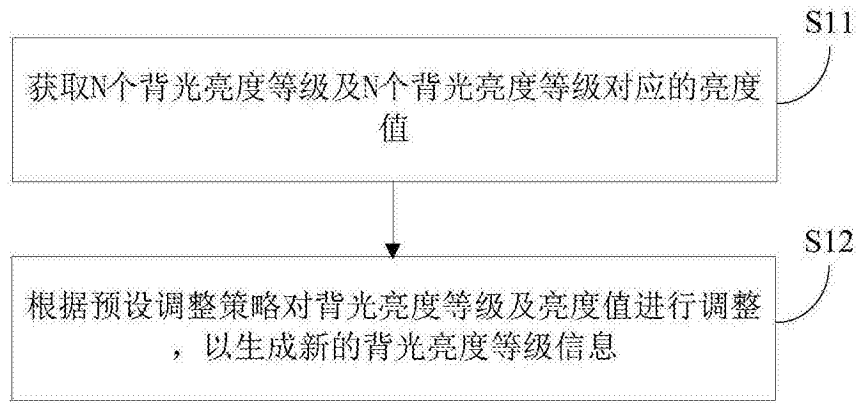 S11
获取N个背光亮度等级及N个背光亮度等级对应的亮度
值
S12
根据预设调整策略对背光亮度等级及亮度值进行调整
，以生成新的背光亮度等级信息